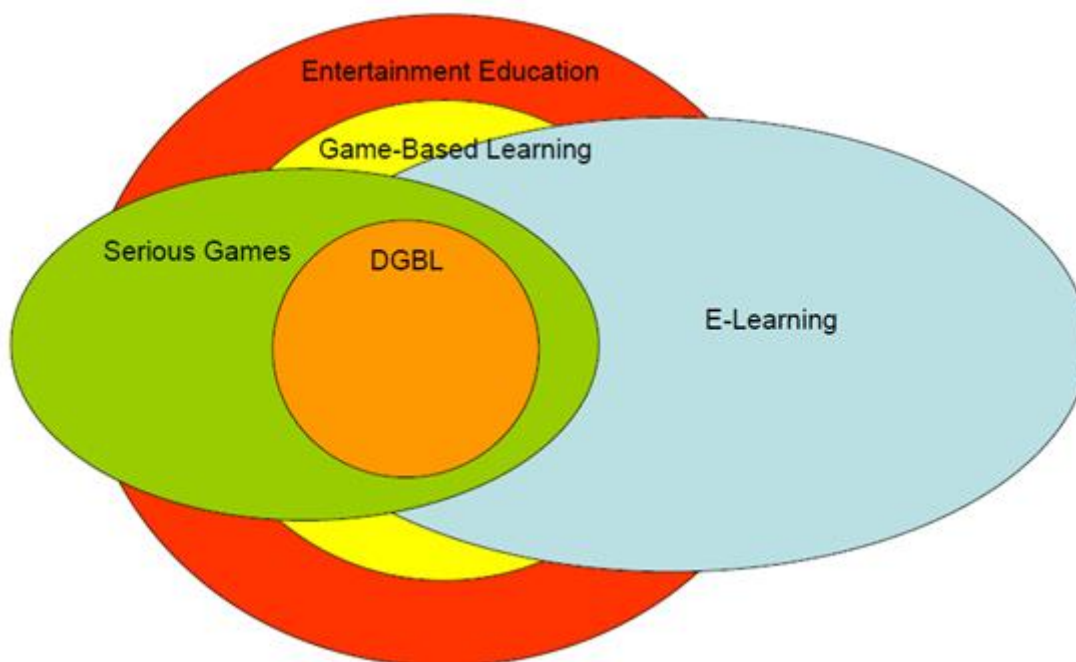 Entertainment Education
Game-Based Learning
Serious Games
DGBL
E-Learning